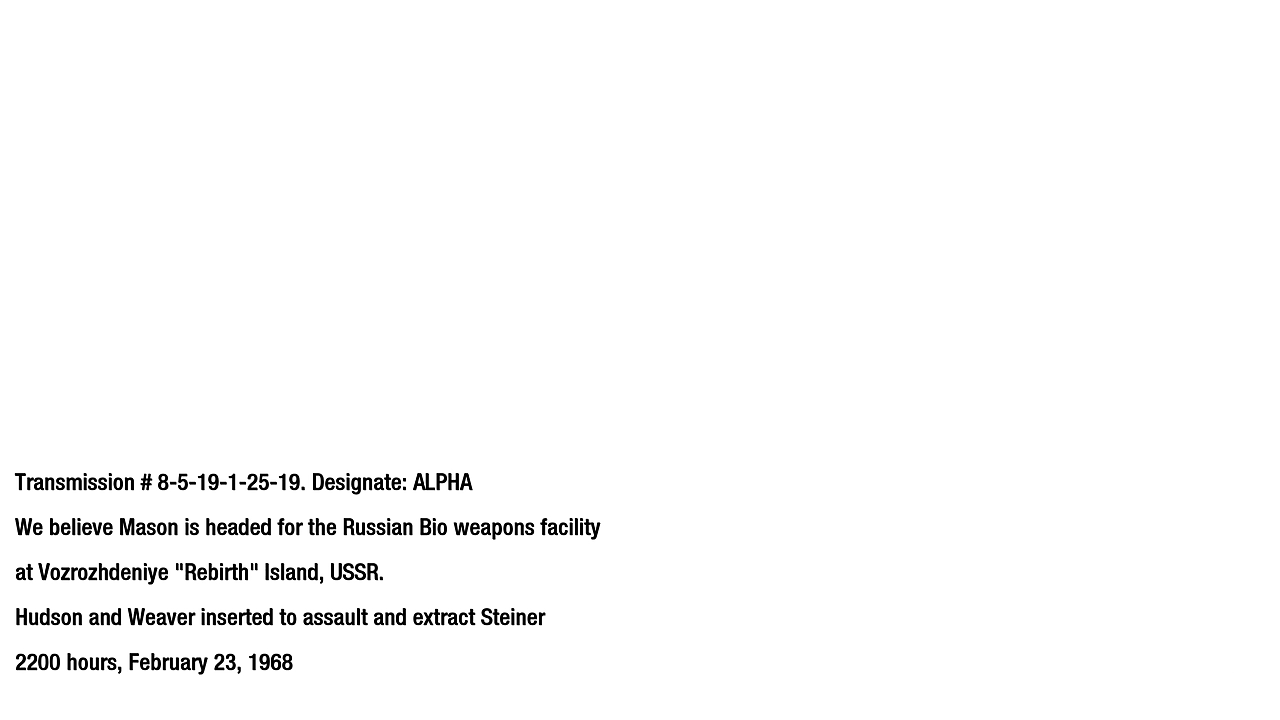 Transmission # 8-5-19-1-25-19. Designate: ALPHA
We believe Mason is headed for the Russian Bio weapons facility
at Vozrozhdeniye "Rebirth" Island, USSR.
Hudson and Weaver inserted to assault and extract Steiner
2200 hours, February 23, 1968